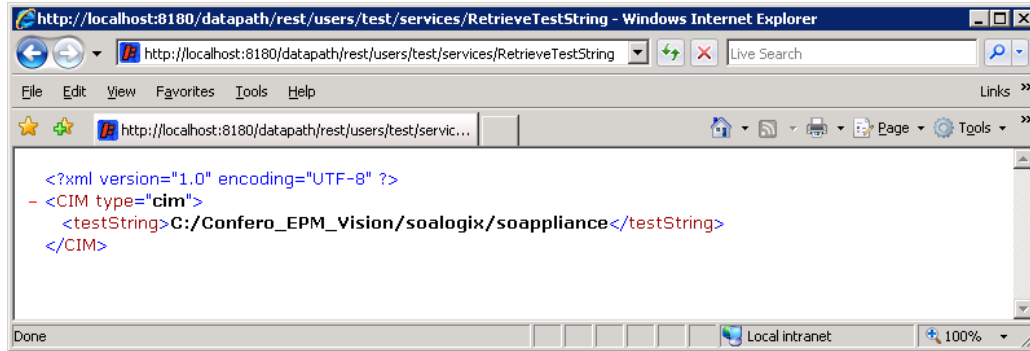 http://localhost:8180/datapath/rest/users/test/services/RetrieveTestString - Windows Internet Explorer
http://localhost:8180/datapath/rest/users/test/services/RetrieveTestString Live Search
File Edit View Favorites Tools Help Links »
http://localhost:8180/datapath/rest/users/test/servic... Page Tools »
<?xml version="1.0" encoding="UTF-8" ?>
- <CIM type="cim">
<testString>C:/Confero_EPM_Vision/soalogix/soappliance</testString>
</CIM>
Done Local intranet 100%